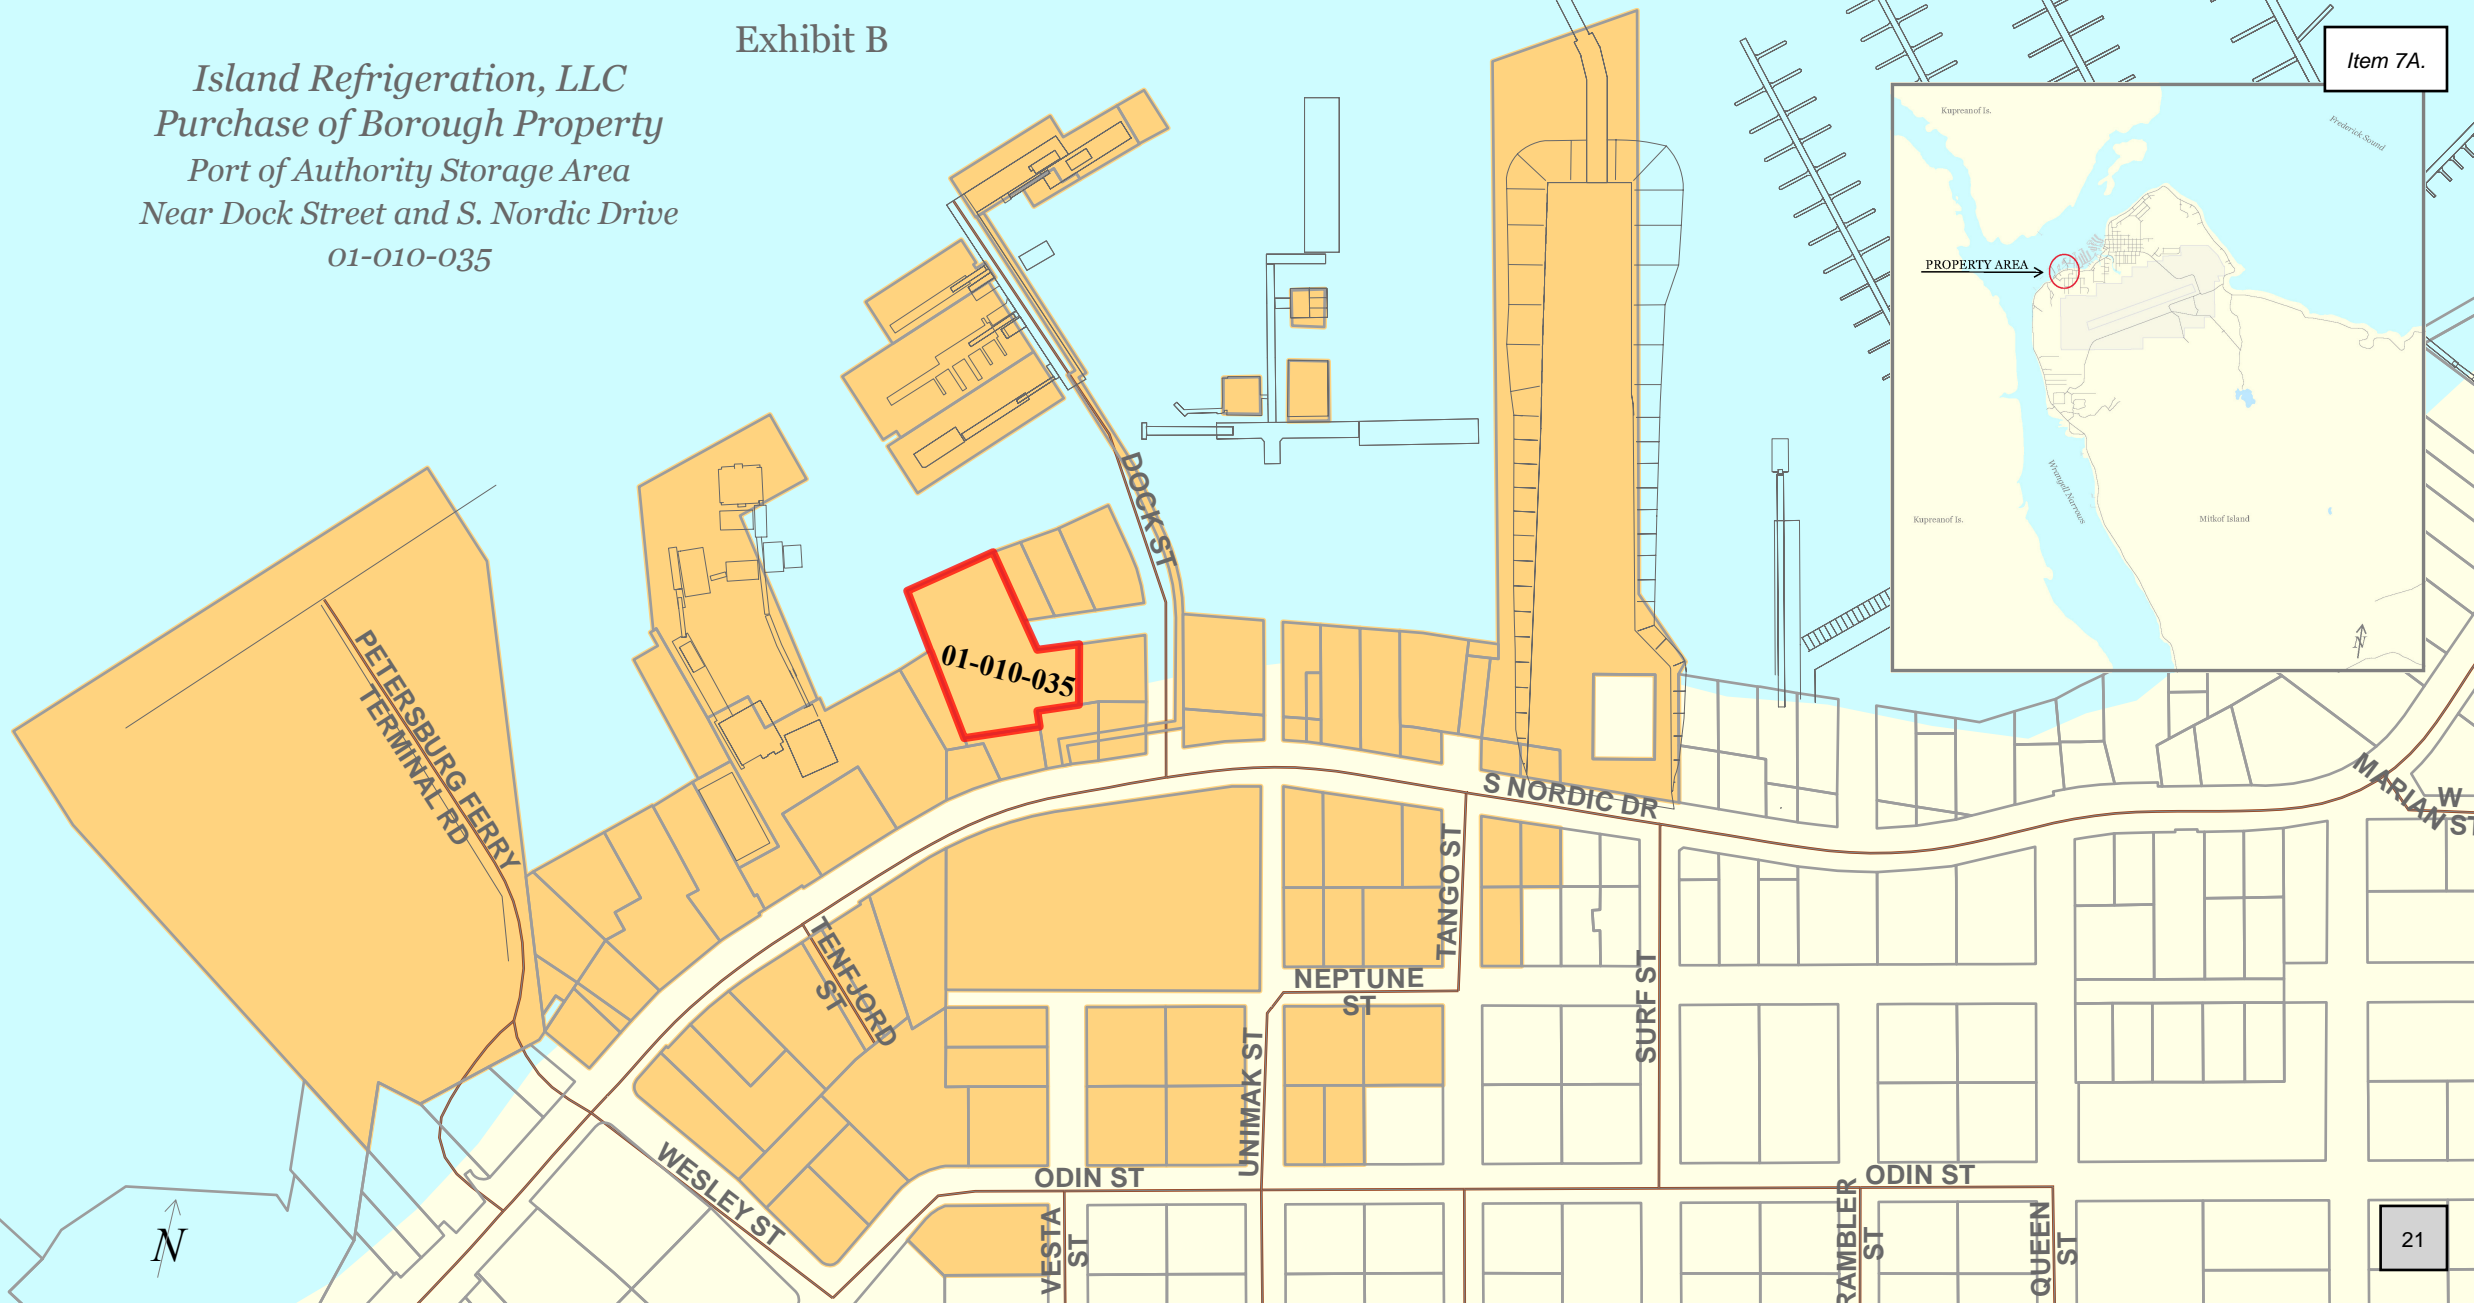 Exhibit B
Item 7A.
Island Refrigeration, LLC
Purchase of Borough Property
Port of Authority Storage Area
Near Dock Street and S. Nordic Drive
01-010-035
Kupreanof Is.
Frederick Sound
PROPERTY AREA
Wrangell Narrows
Kupreanof Is.
Mitkof Island
N
DOCK ST
01-010-035
PETERSBURG FERRY
TERMINAL RD
S NORDIC DR
MARIAN ST
W
ST
TANGO ST
TENFJORD
ST
NEPTUNE
ST
SURF ST
UNIMAK ST
WESLEY ST
ODIN ST
ODIN ST
VESTA
ST
RAMBLER
ST
QUEEN
ST
N
21